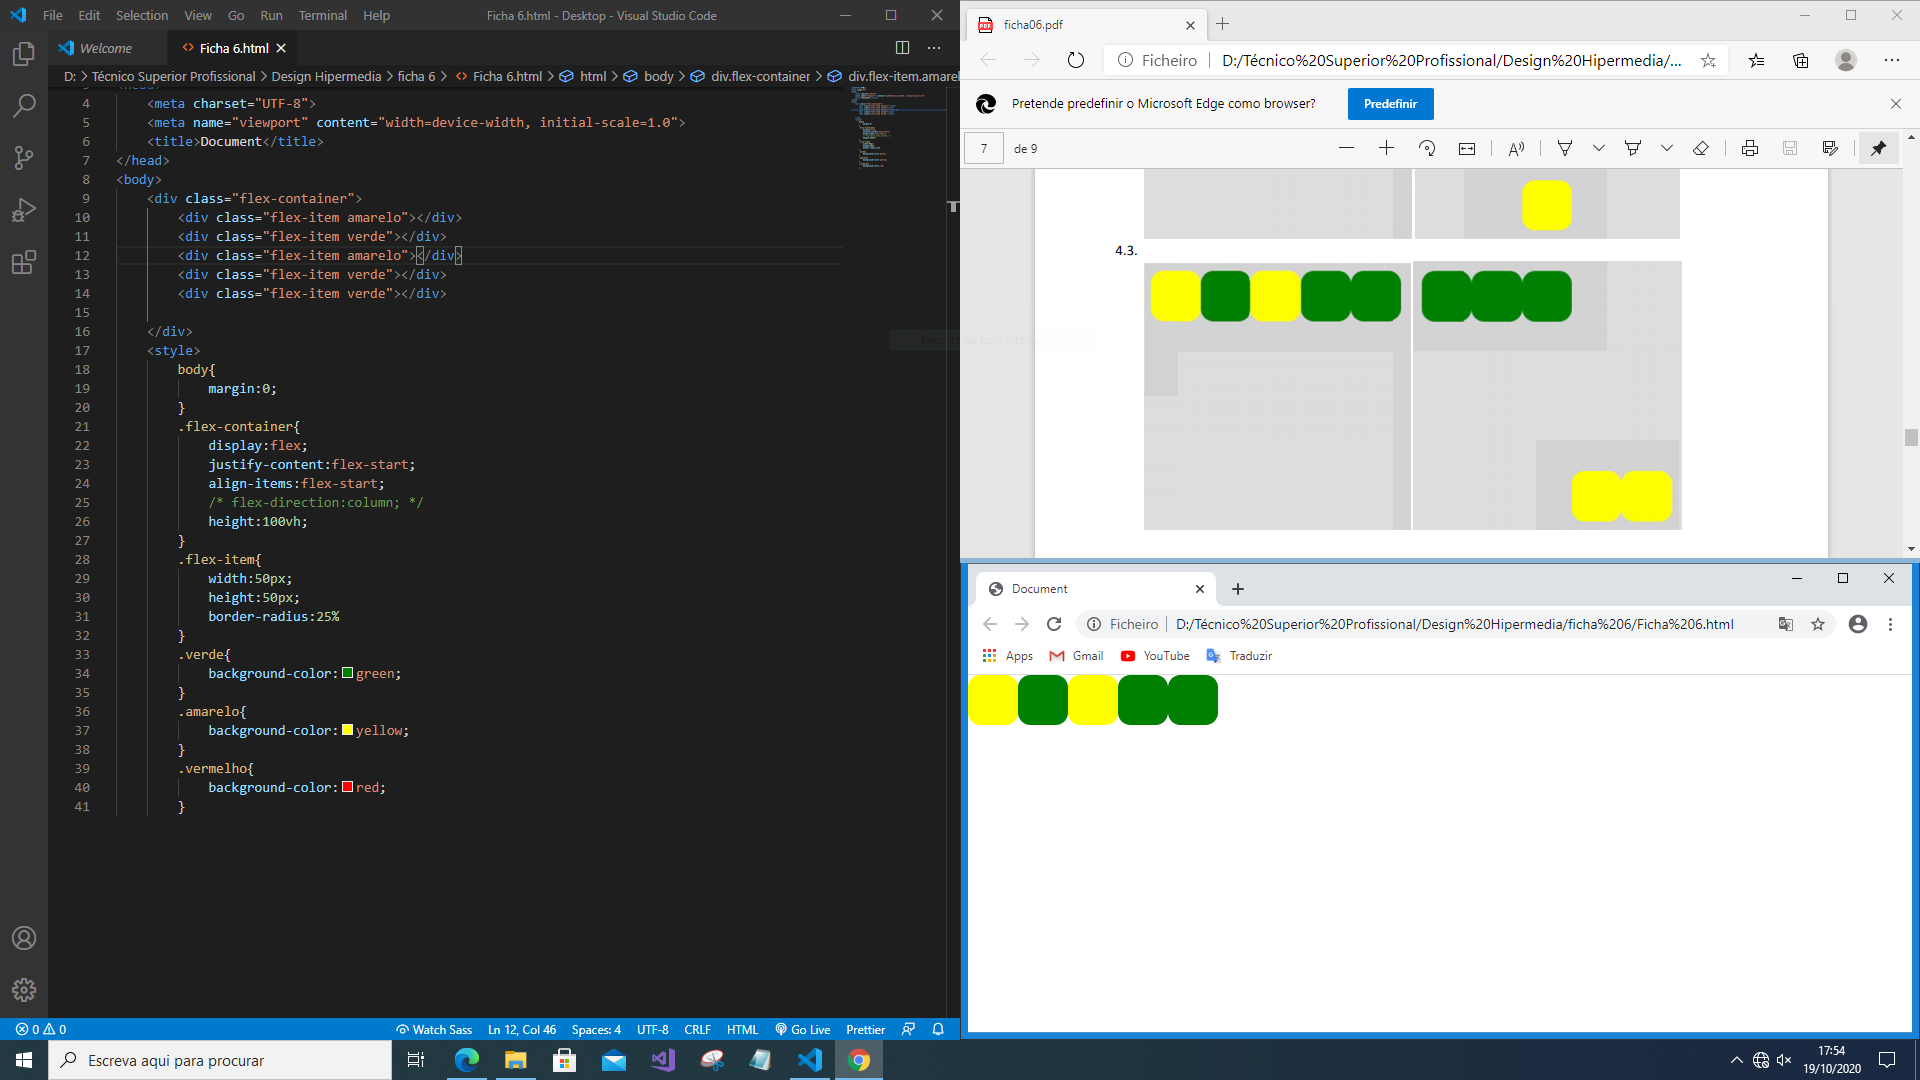 File Edit Selection View Go Run Terminal Help Ficha 6.html - Desktop - Visual Studio Code
Welcome Ficha 6.html
D: > Técnico Superior Profissional > Design Hipermedia > ficha 6 > Ficha 6.html > html > body > div.flex-container > div.flex-item.amarelo
4 <meta charset="UTF-8">
5 <meta name="viewport" content="width=device-width, initial-scale=1.0">
6 <title>Document</title>
7 </head>
8 <body>
9 <div class="flex-container">
10 <div class="flex-item amarelo"></div>
11 <div class="flex-item verde"></div>
12 <div class="flex-item amarelo"></div>
13 <div class="flex-item verde"></div>
14 <div class="flex-item verde"></div>
15
16 </div>
17 <style>
18 body{
19 margin:0;
20 }
21 .flex-container{
22 display:flex;
23 justify-content:flex-start;
24 align-items:flex-start;
25 /* flex-direction:column; */
26 height:100vh;
27 }
28 .flex-item{
29 width:50px;
30 height:50px;
31 border-radius:25%
32 }
33 .verde{
34 background-color:green;
35 }
36 .amarelo{
37 background-color:yellow;
38 }
39 .vermelho{
40 background-color:red;
41 }
0 0 Watch Sass Ln 12, Col 46 Spaces: 4 UTF-8 CRLF HTML Go Live Prettier
PDF ficha06.pdf
Ficheiro D:/Técnico%20Superior%20Profissional/Design%20Hipermedia/...
Pretende predefinir o Microsoft Edge como browser? Predefinir
7 de 9
4.3.
Document
Ficheiro D:/Técnico%20Superior%20Profissional/Design%20Hipermedia/ficha%206/Ficha%206.html
Apps Gmail YouTube Traduzir
Escreva aqui para procurar
17:54
19/10/2020